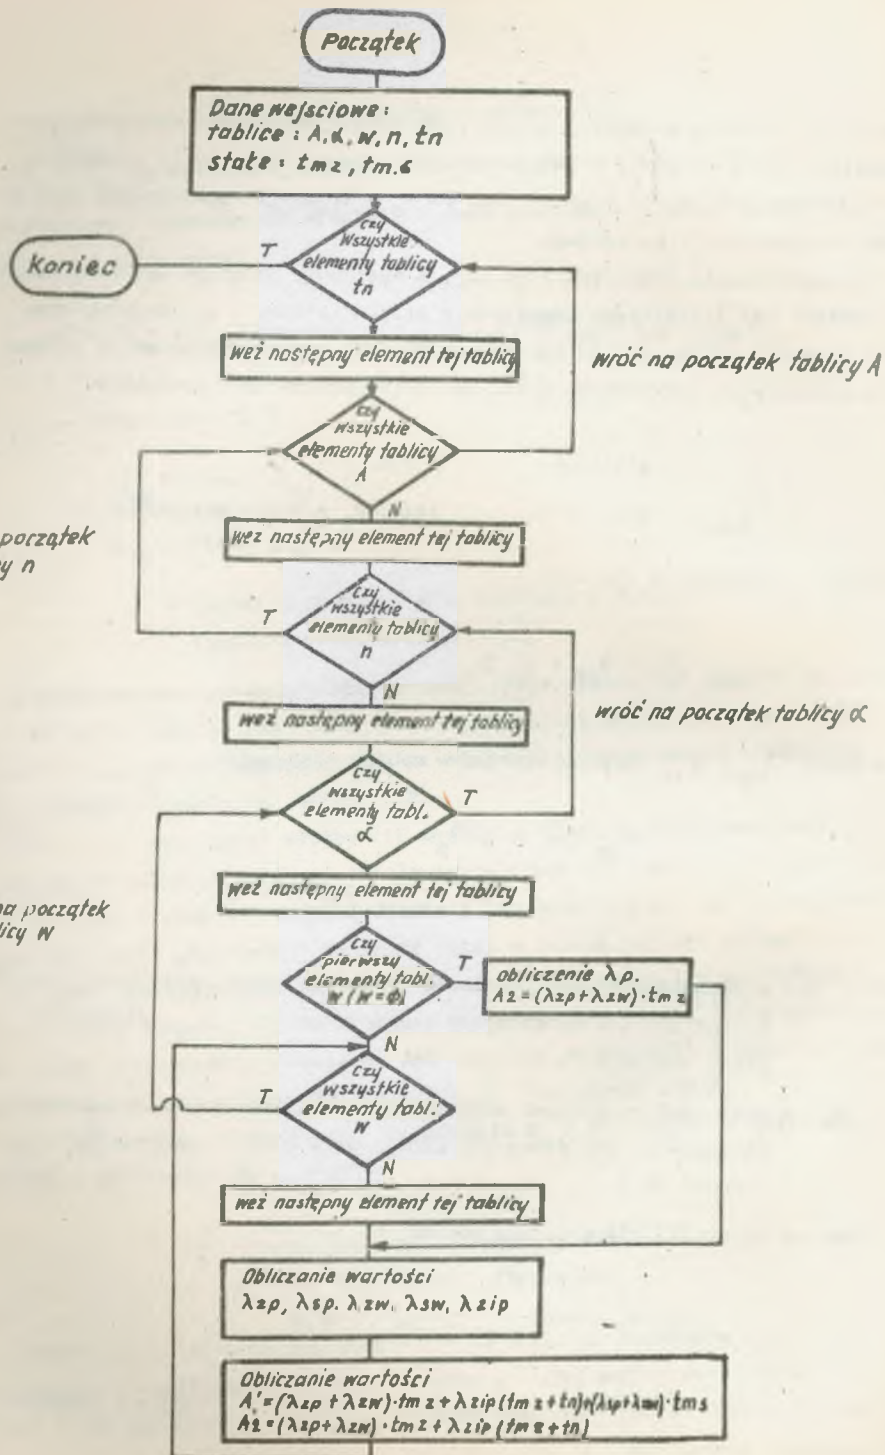 Początek
Dane wejsciowe:
tablice : A, α, w, n, tn
stałe : tmz, tm.s
Czy
Wszystkie
elementy tablicy
tn
T
Koniec
weź następny element tej tablicy
wróć na początek tablicy A
Czy
wszystkie
elementy tablicy
A
N
weź następny element tej tablicy
początek
y n
Czy
wszystkie
elementy tablicy
n
T
N
weź następny element tej tablicy
wróć na początek tablicy α
Czy
wszystkie
elementy tabl.
α
T
weź następny element tej tablicy
na początek
licy w
Czy
pierwszy
elementy tabl.
W (W=Φ)
T
obliczenie λp.
A2=(λzp+λzw)·tmz
N
Czy
wszystkie
elementy tabl.
W
T
N
weź następny element tej tablicy
Obliczanie wartości
λzp, λsp, λzw, λsw, λzip
Obliczanie wartości
A'=(λzp+λzw)·tmz+λzip(tmz+tn)+(λsp+λsw)·tms
A2=(λzp+λzw)·tmz+λzip(tmz+tn)